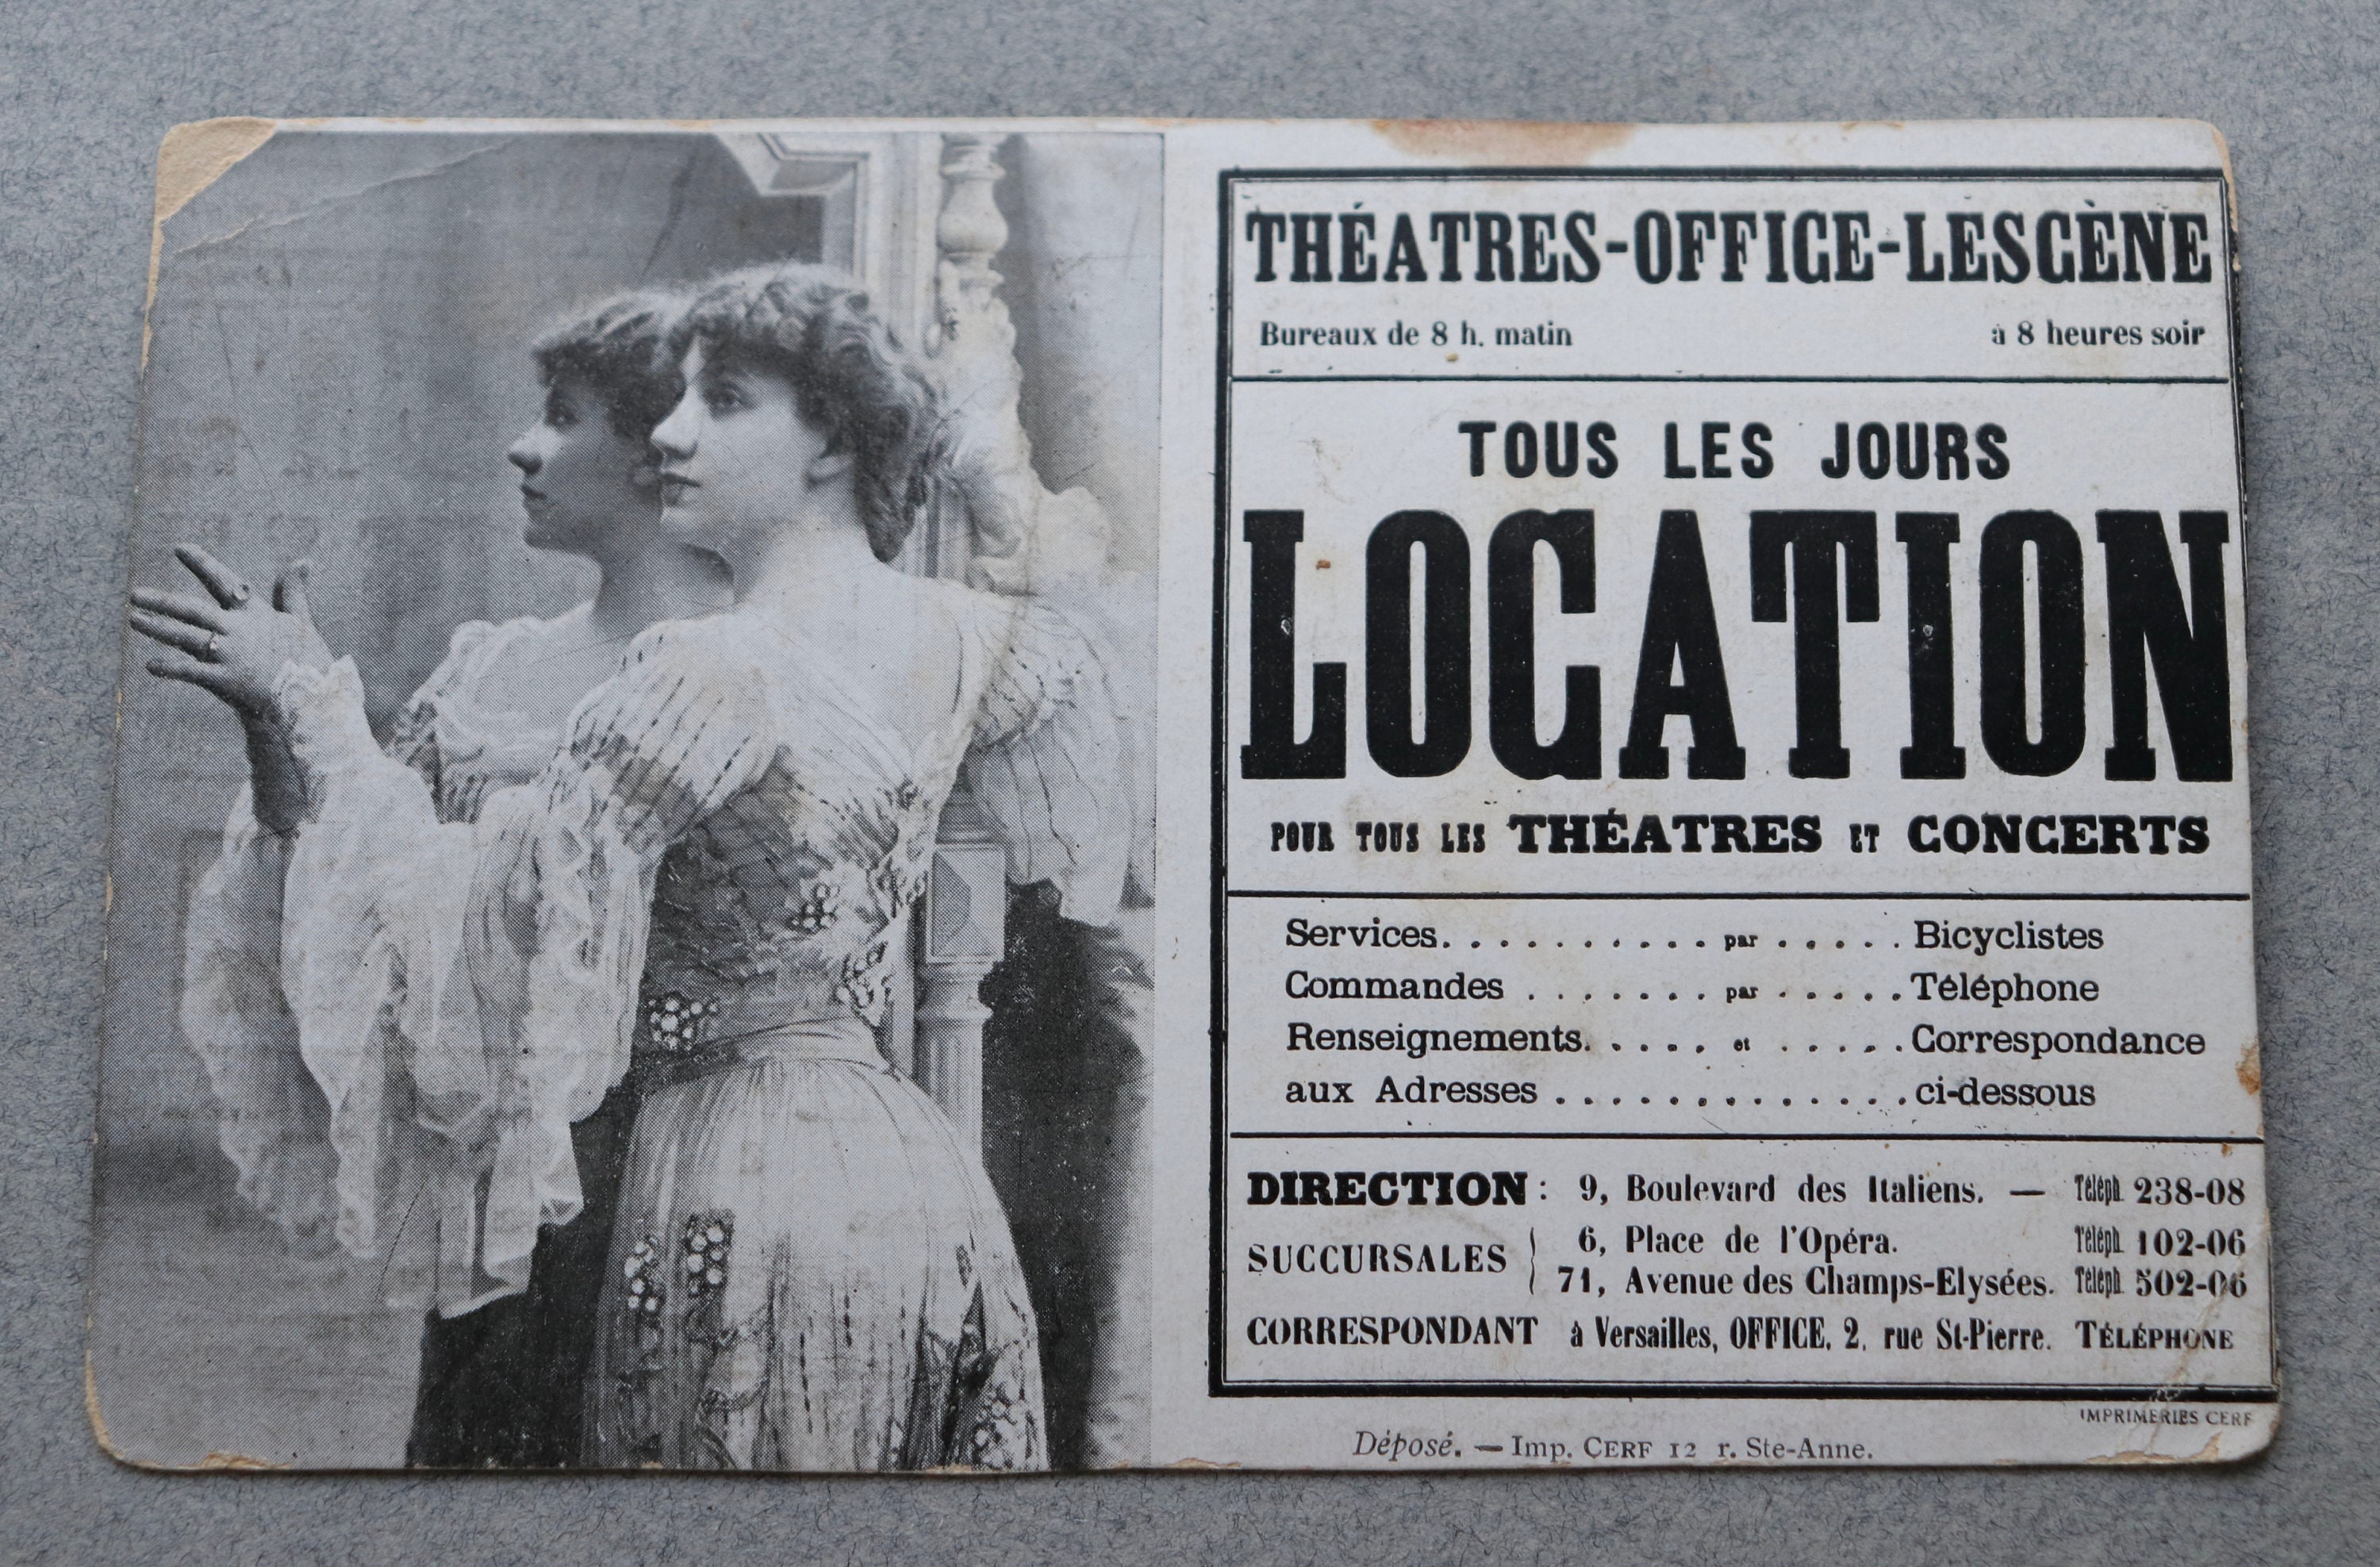 THÉATRES-OFFICE-LESCÈNE
Bureaux de 8 h. matin à 8 heures soir
TOUS LES JOURS
LOCATION
POUR TOUS LES THÉATRES ET CONCERTS
Services. . . . . . . . . . . par . . . . . Bicyclistes
Commandes . . . . . . . par . . . . . Téléphone
Renseignements. . . . . et . . . . . Correspondance
aux Adresses . . . . . . . . . . . . . ci-dessous
DIRECTION : 9, Boulevard des Italiens. — Téléph. 238-08
SUCCURSALES { 6, Place de l'Opéra. Téléph. 102-06
71, Avenue des Champs-Elysées. Téléph. 502-06
CORRESPONDANT à Versailles, OFFICE, 2, rue St-Pierre. TÉLÉPHONE
IMPRIMERIES CERF
Déposé. — Imp. CERF 12 r. Ste-Anne.